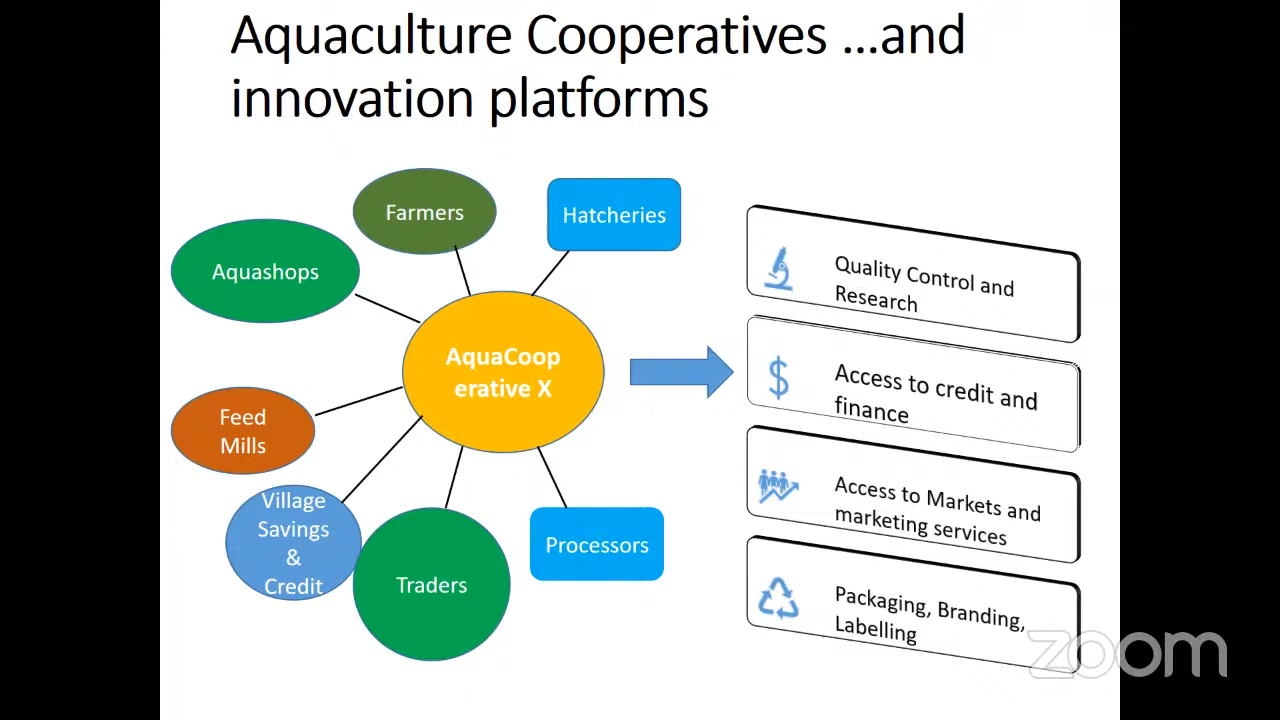 Aquaculture Cooperatives ...and
innovation platforms
Farmers
Hatcheries
Aquashops
AquaCoop
erative X
Feed
Mills
Village
Savings
&
Credit
Traders
Processors
Quality Control and
Research
$
Access to credit and
finance
Access to Markets and
marketing services
Packaging, Branding,
Labelling
zoom